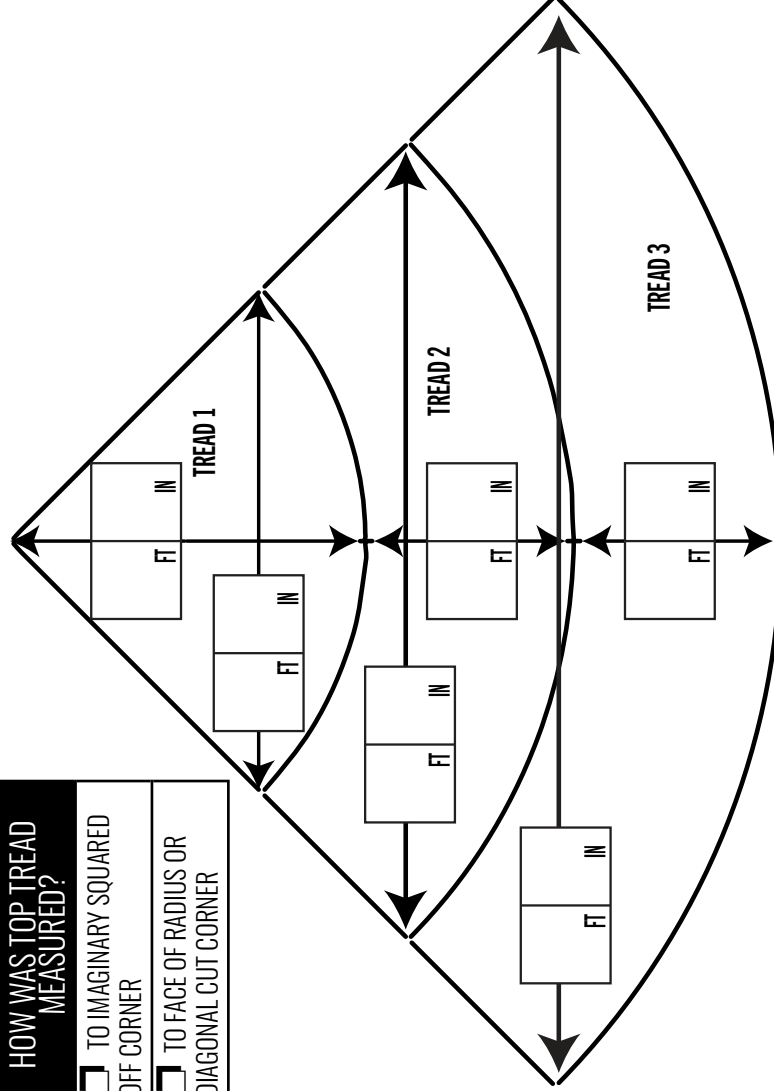 HOW WAS TOP TREAD
MEASURED?
TO IMAGINARY SQUARED
OFF CORNER
TO FACE OF RADIUS OR
DIAGONAL CUT CORNER
FT IN
TREAD 1
FT IN
FT IN
TREAD 2
FT IN
FT IN
TREAD 3
FT IN